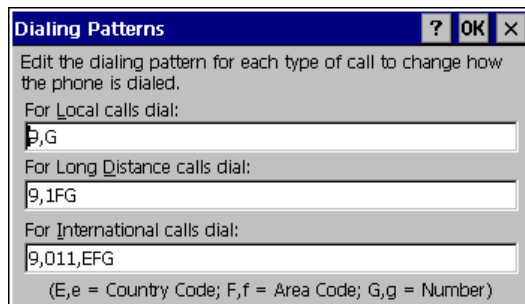 Dialing Patterns ? OK ×
Edit the dialing pattern for each type of call to change how
the phone is dialed.
For Local calls dial:
9,G
For Long Distance calls dial:
9,1FG
For International calls dial:
9,011,EFG
(E,e = Country Code; F,f = Area Code; G,g = Number)